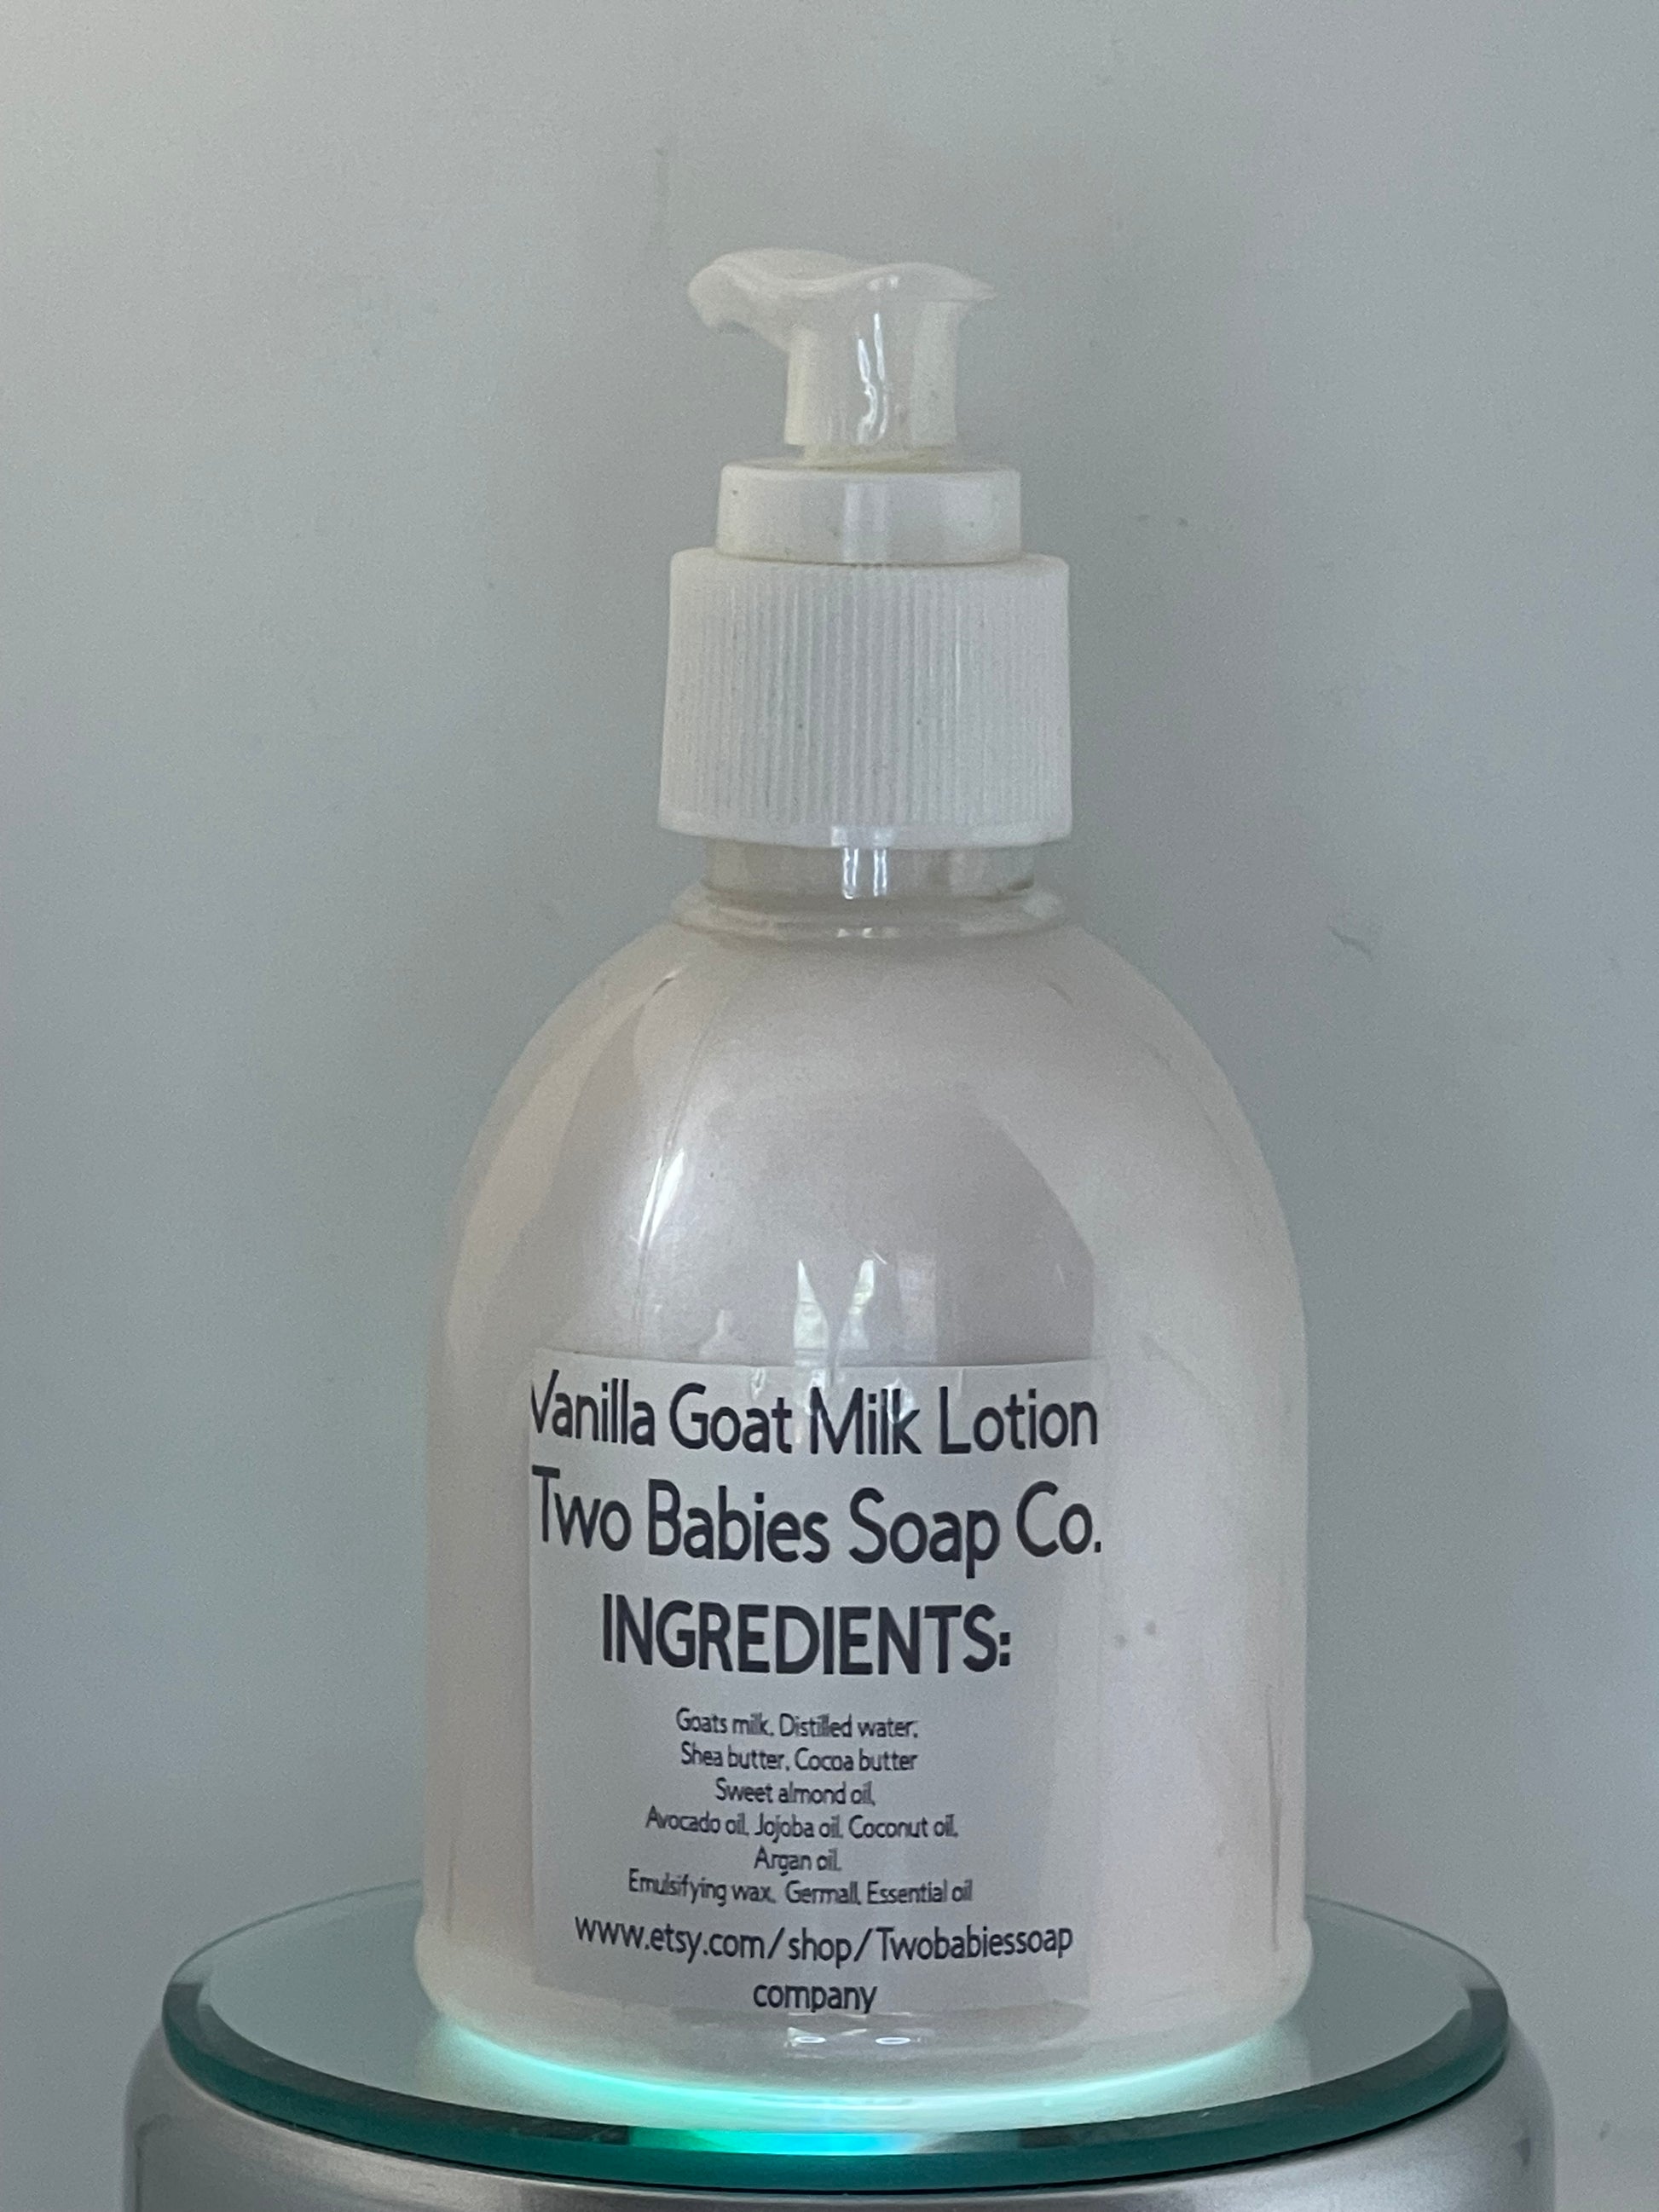 Vanilla Goat Milk Lotion
Two Babies Soap Co.
INGREDIENTS:
Goats milk, Distilled water,
Shea butter, Cocoa butter
Sweet almond oil,
Avocado oil, Jojoba oil, Coconut oil,
Argan oil,
Emulsifying wax, Germall, Essential oil
www.etsy.com/shop/Twobabiessoap
company